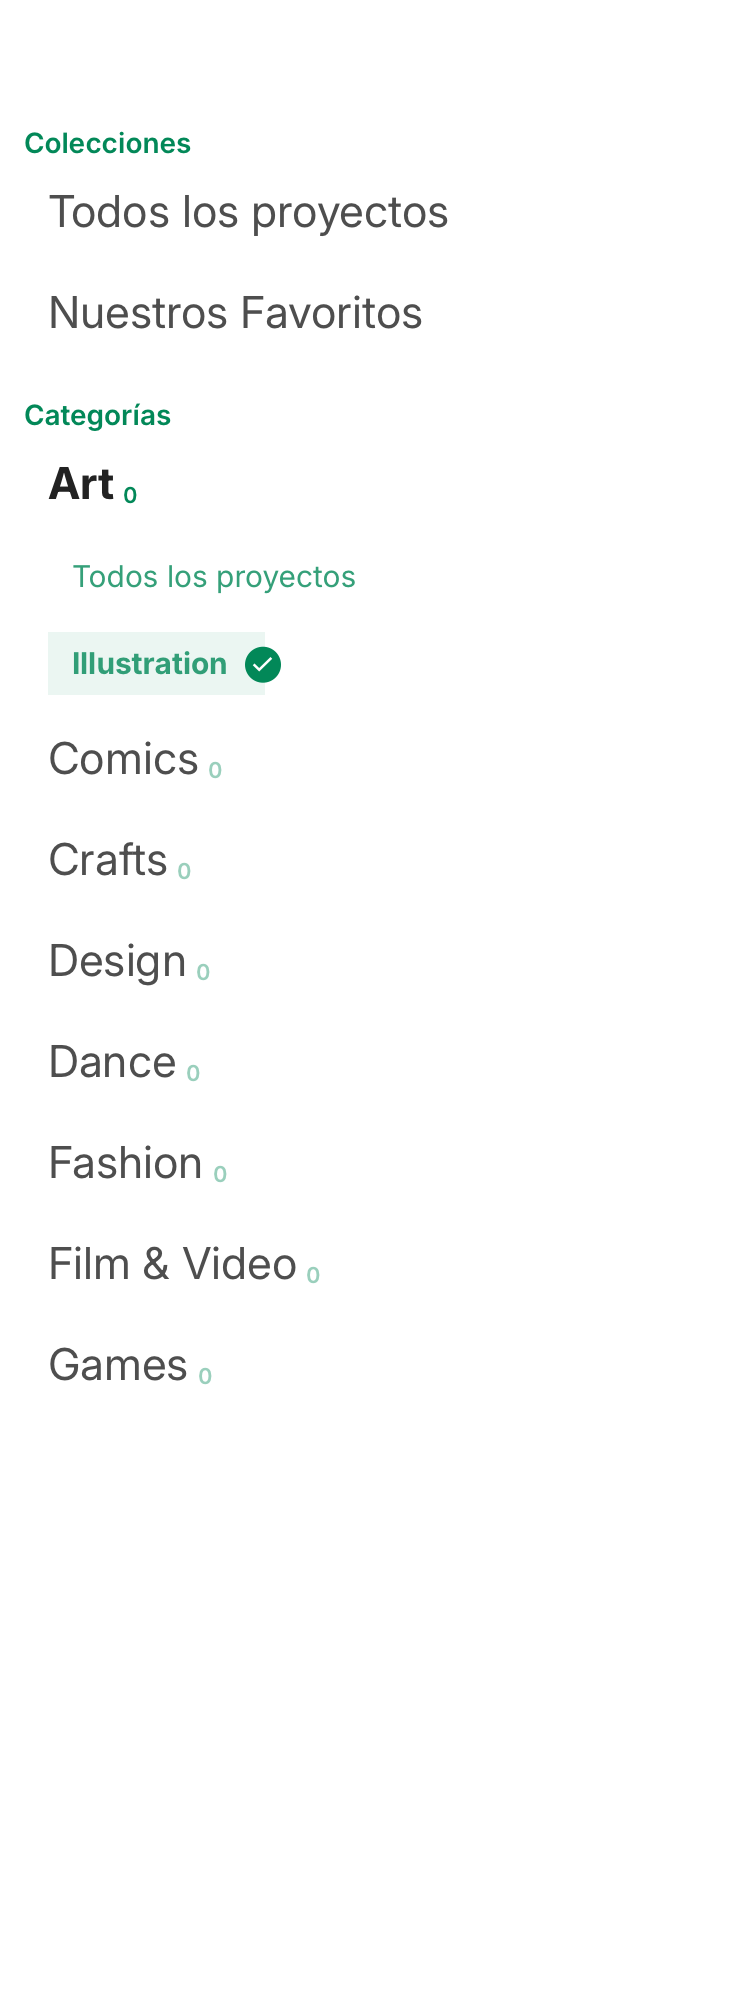 Colecciones
Todos los proyectos
Nuestros Favoritos
Categorías
Art 0
Todos los proyectos
Illustration
Comics 0
Crafts 0
Design 0
Dance 0
Fashion 0
Film & Video 0
Games 0